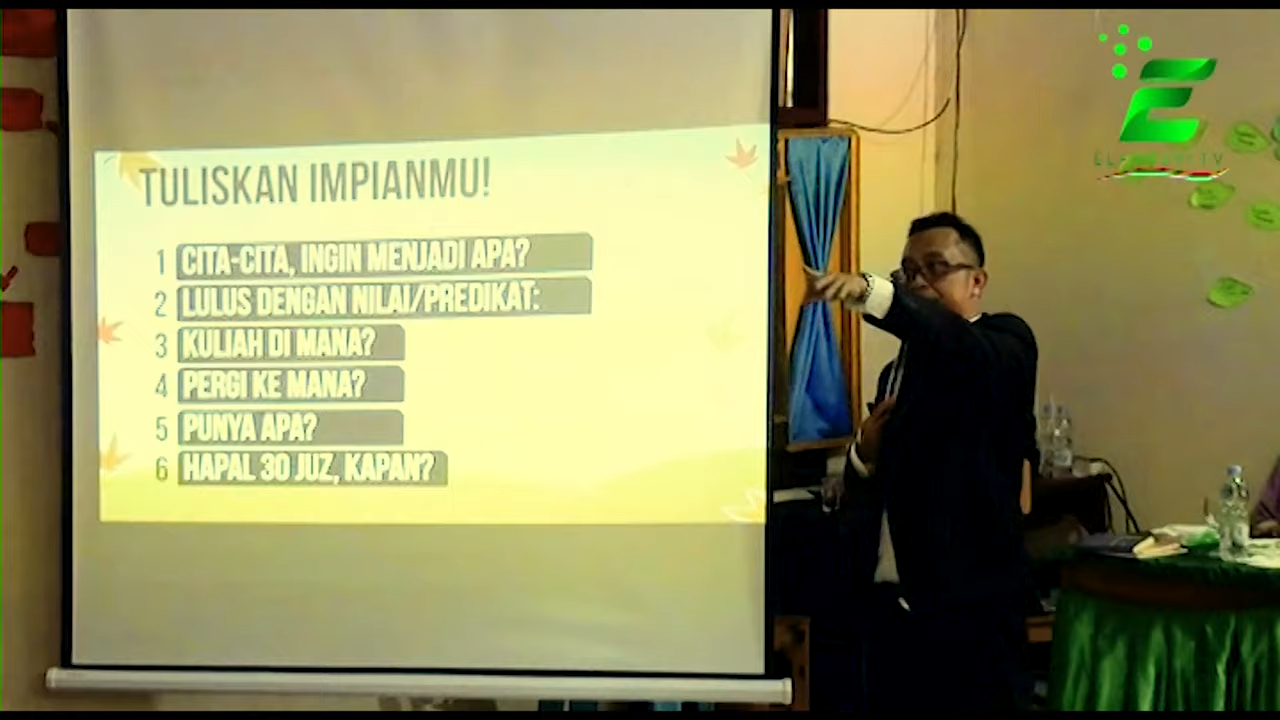 TULISKAN IMPIANMU!
1 CITA-CITA, INGIN MENJADI APA?
2 LULUS DENGAN NILAI/PREDIKAT:
3 KULIAH DI MANA?
4 PERGI KE MANA?
5 PUNYA APA?
6 HAPAL 30 JUZ, KAPAN?